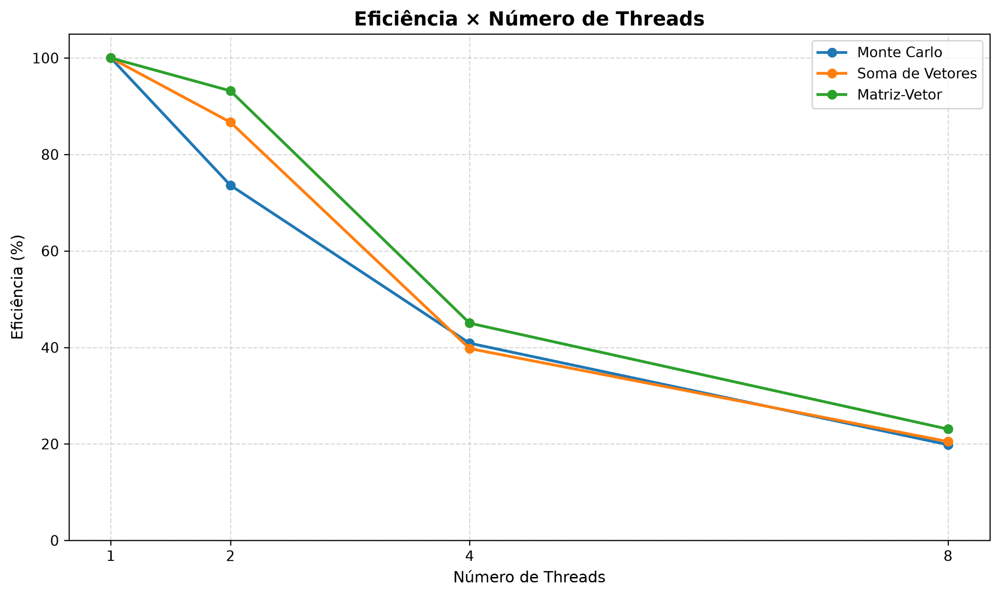 Eficiência × Número de Threads
Monte Carlo
Soma de Vetores
Matriz-Vetor
Eficiência (%)
100
80
60
40
20
0
1 2 4 8
Número de Threads